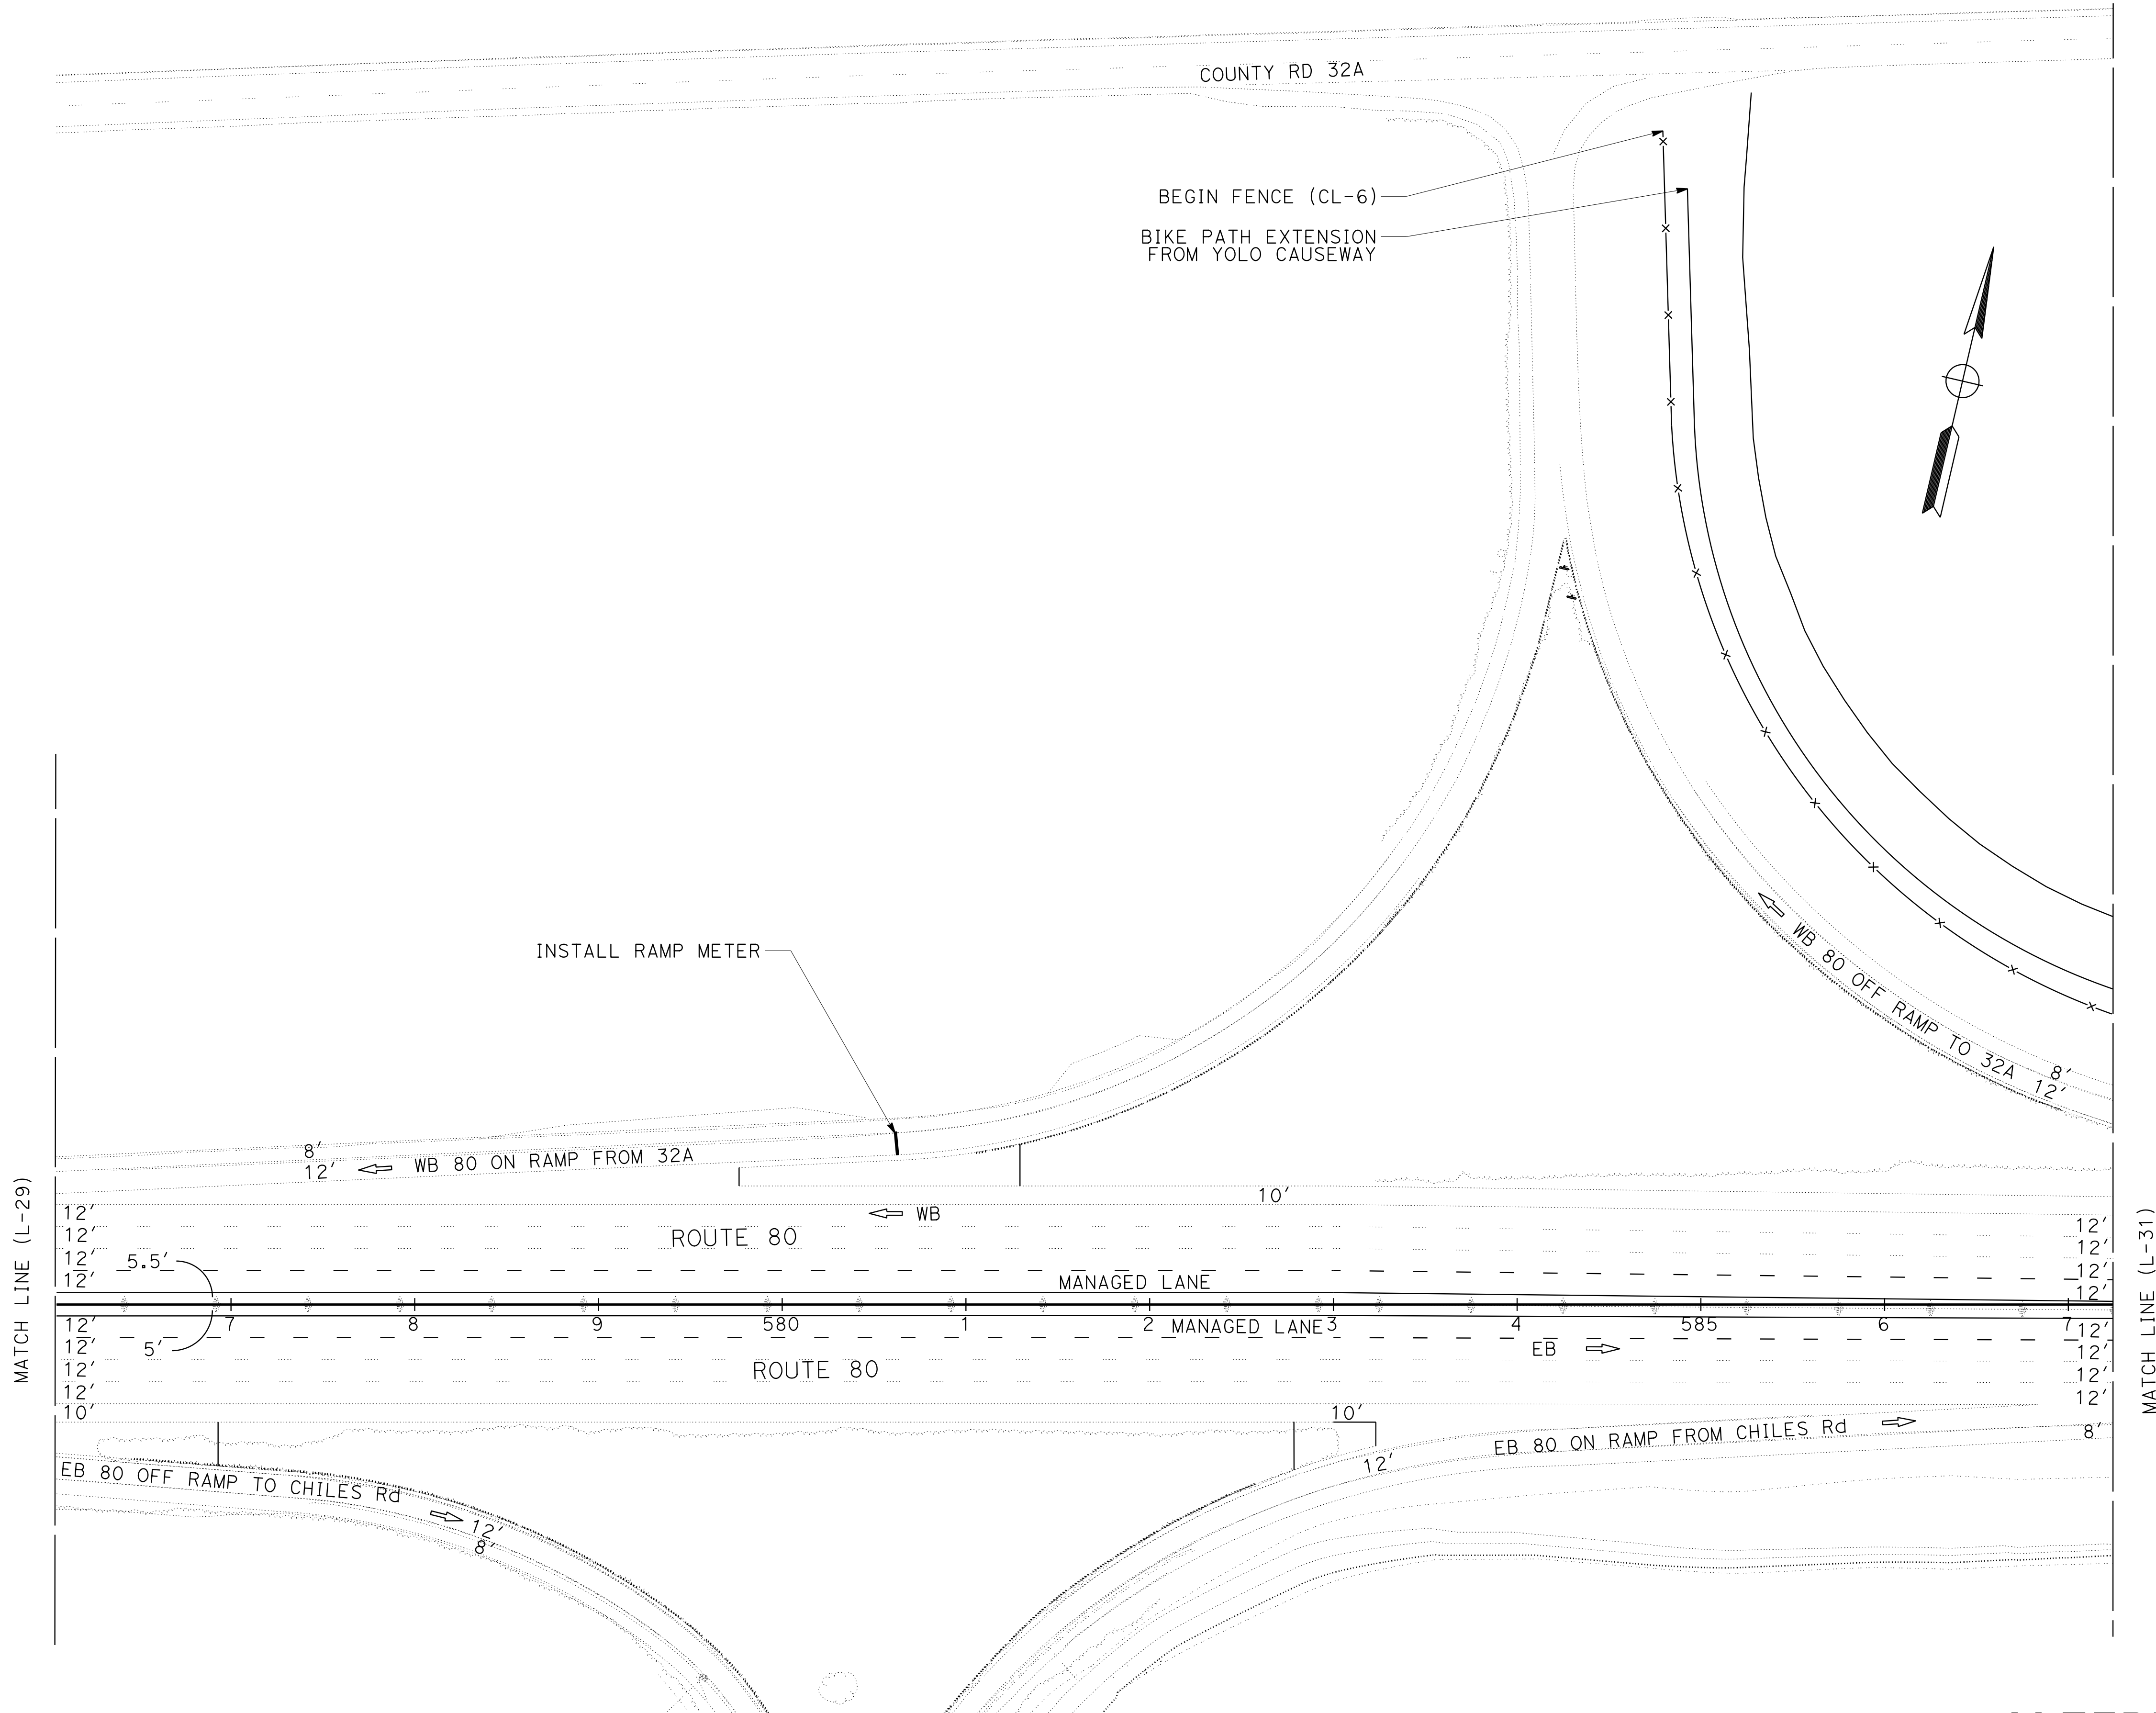 COUNTY RD 32A
BEGIN FENCE (CL-6)
BIKE PATH EXTENSION
FROM YOLO CAUSEWAY
INSTALL RAMP METER
WB 80 OFF RAMP TO 32A
8'
12'
8'
12'
WB 80 ON RAMP FROM 32A
10'
MATCH LINE (L-29)
MATCH LINE (L-31)
12'
12'
12'
12'
WB
ROUTE 80
12'
12'
12'
12'
5.5'
MANAGED LANE
7 8 9 580 1 2 3 4 585 6 7
5'
MANAGED LANE
12'
12'
12'
12'
10'
EB
ROUTE 80
12'
12'
12'
12'
10'
12'
EB 80 ON RAMP FROM CHILES Rd
8'
EB 80 OFF RAMP TO CHILES Rd
12'
8'